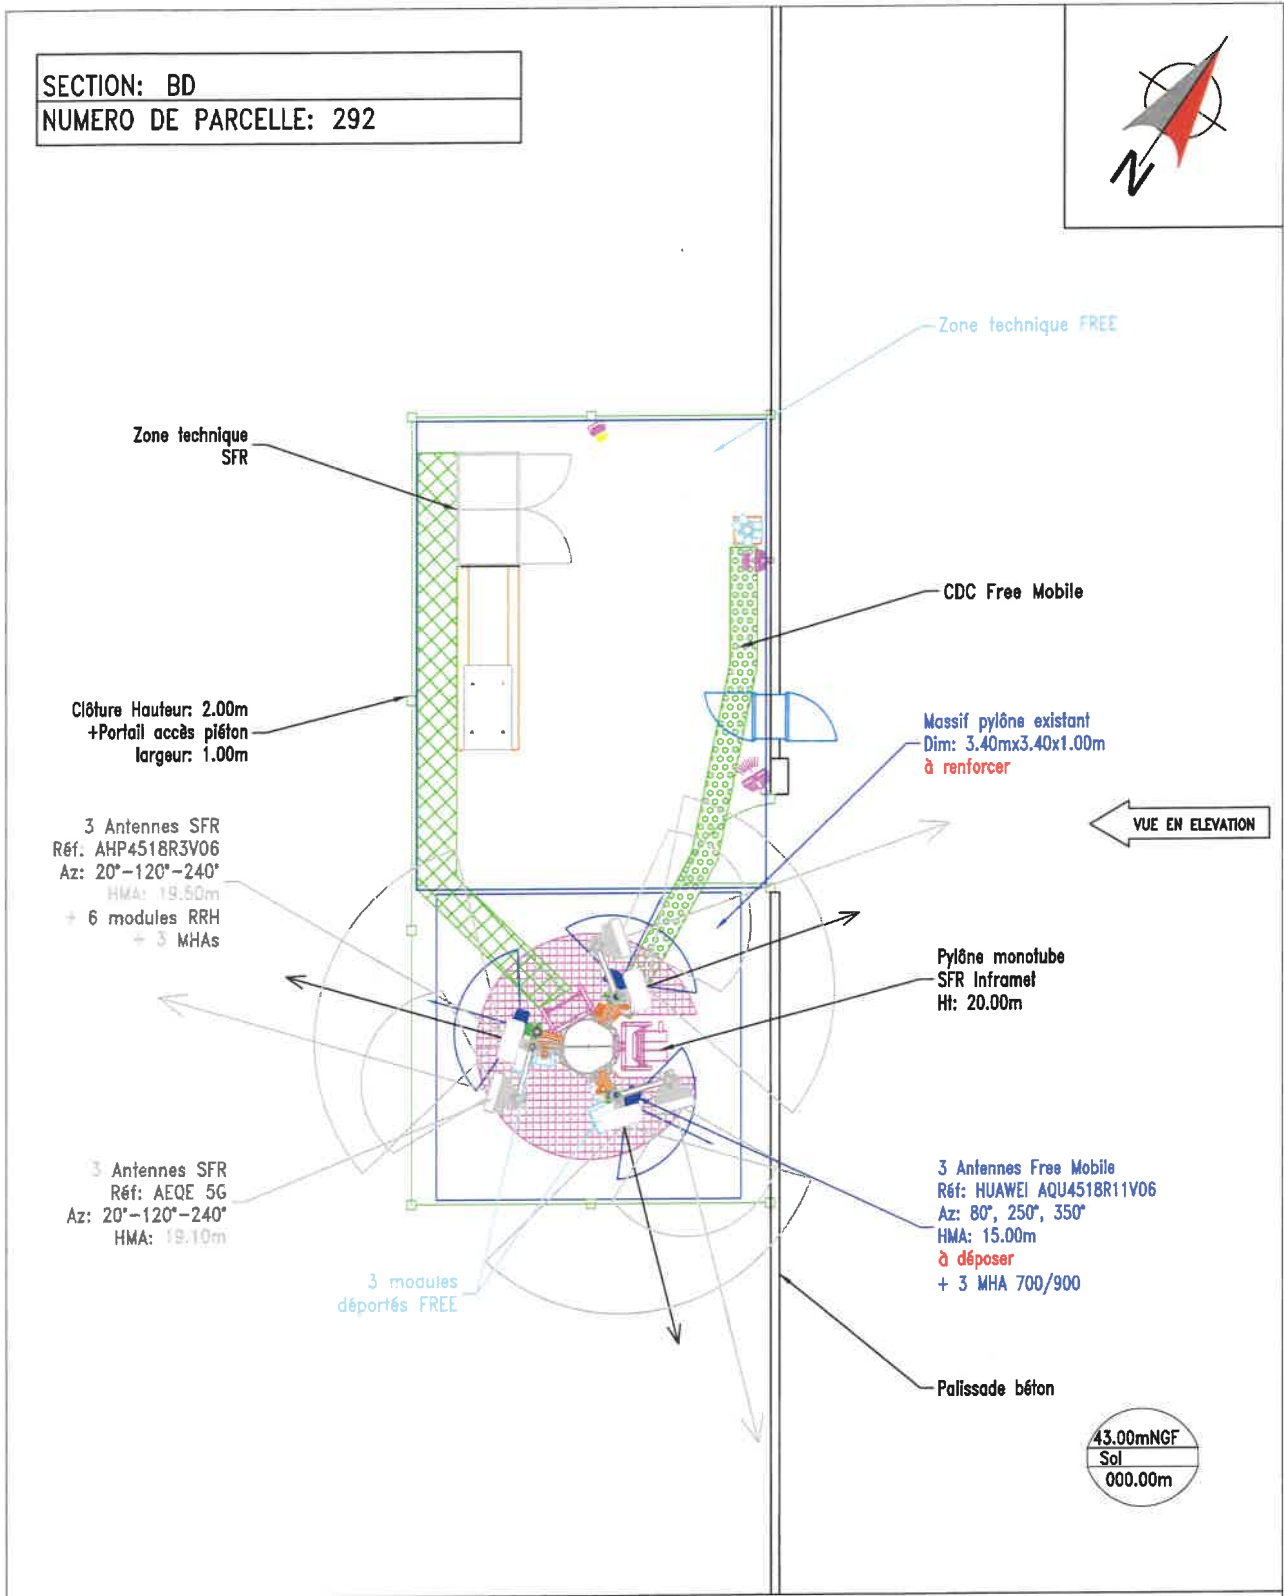 SECTION: BD
NUMERO DE PARCELLE: 292
N
Zone technique FREE
Zone technique
SFR
CDC Free Mobile
Clôture Hauteur: 2.00m
+Portail accès piéton
largeur: 1.00m
Massif pylône existant
Dim: 3.40mx3.40x1.00m
à renforcer
VUE EN ELEVATION
3 Antennes SFR
Réf: AHP4518R3V06
Az: 20°-120°-240°
HMA: 19.50m
+ 6 modules RRH
+ 3 MHAs
Pylône monotube
SFR Inframet
Ht: 20.00m
3 Antennes SFR
Réf: AEQE 5G
Az: 20°-120°-240°
HMA: 19.10m
3 Antennes Free Mobile
Réf: HUAWEI AQU4518R11V06
Az: 80°, 250°, 350°
HMA: 15.00m
à déposer
+ 3 MHA 700/900
3 modules
déportés FREE
Palissade béton
43.00mNGF
Sol
000.00m